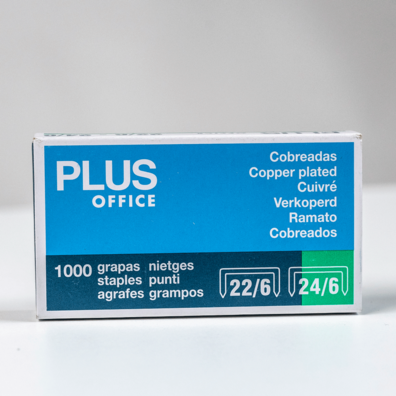 PLUS
OFFICE
Cobreadas
Copper plated
Cuivré
Verkoperd
Ramato
Cobreados
1000 grapas nietges
staples punti
agrafes grampos
22/6 24/6